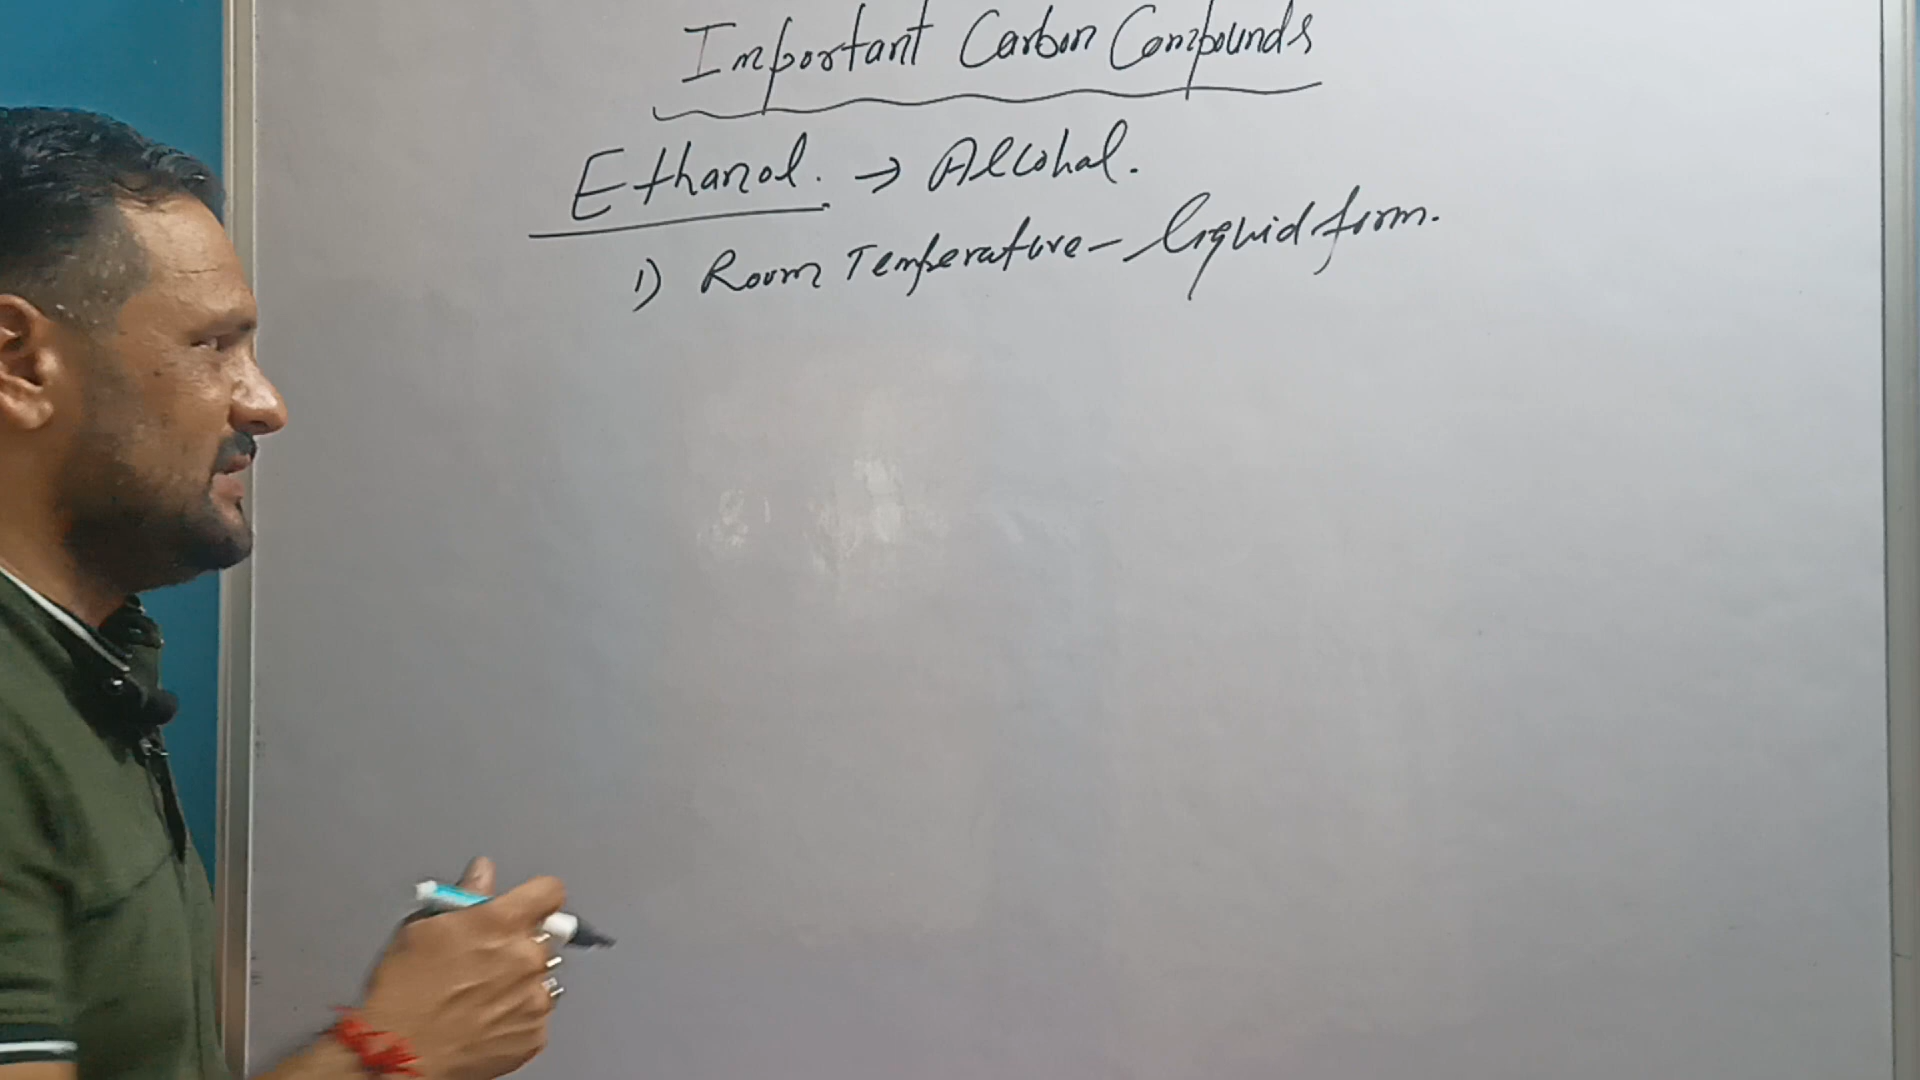 Important Carbon Compounds
Ethanol. → Alcohal.
1) Room Temperature - liquid form.